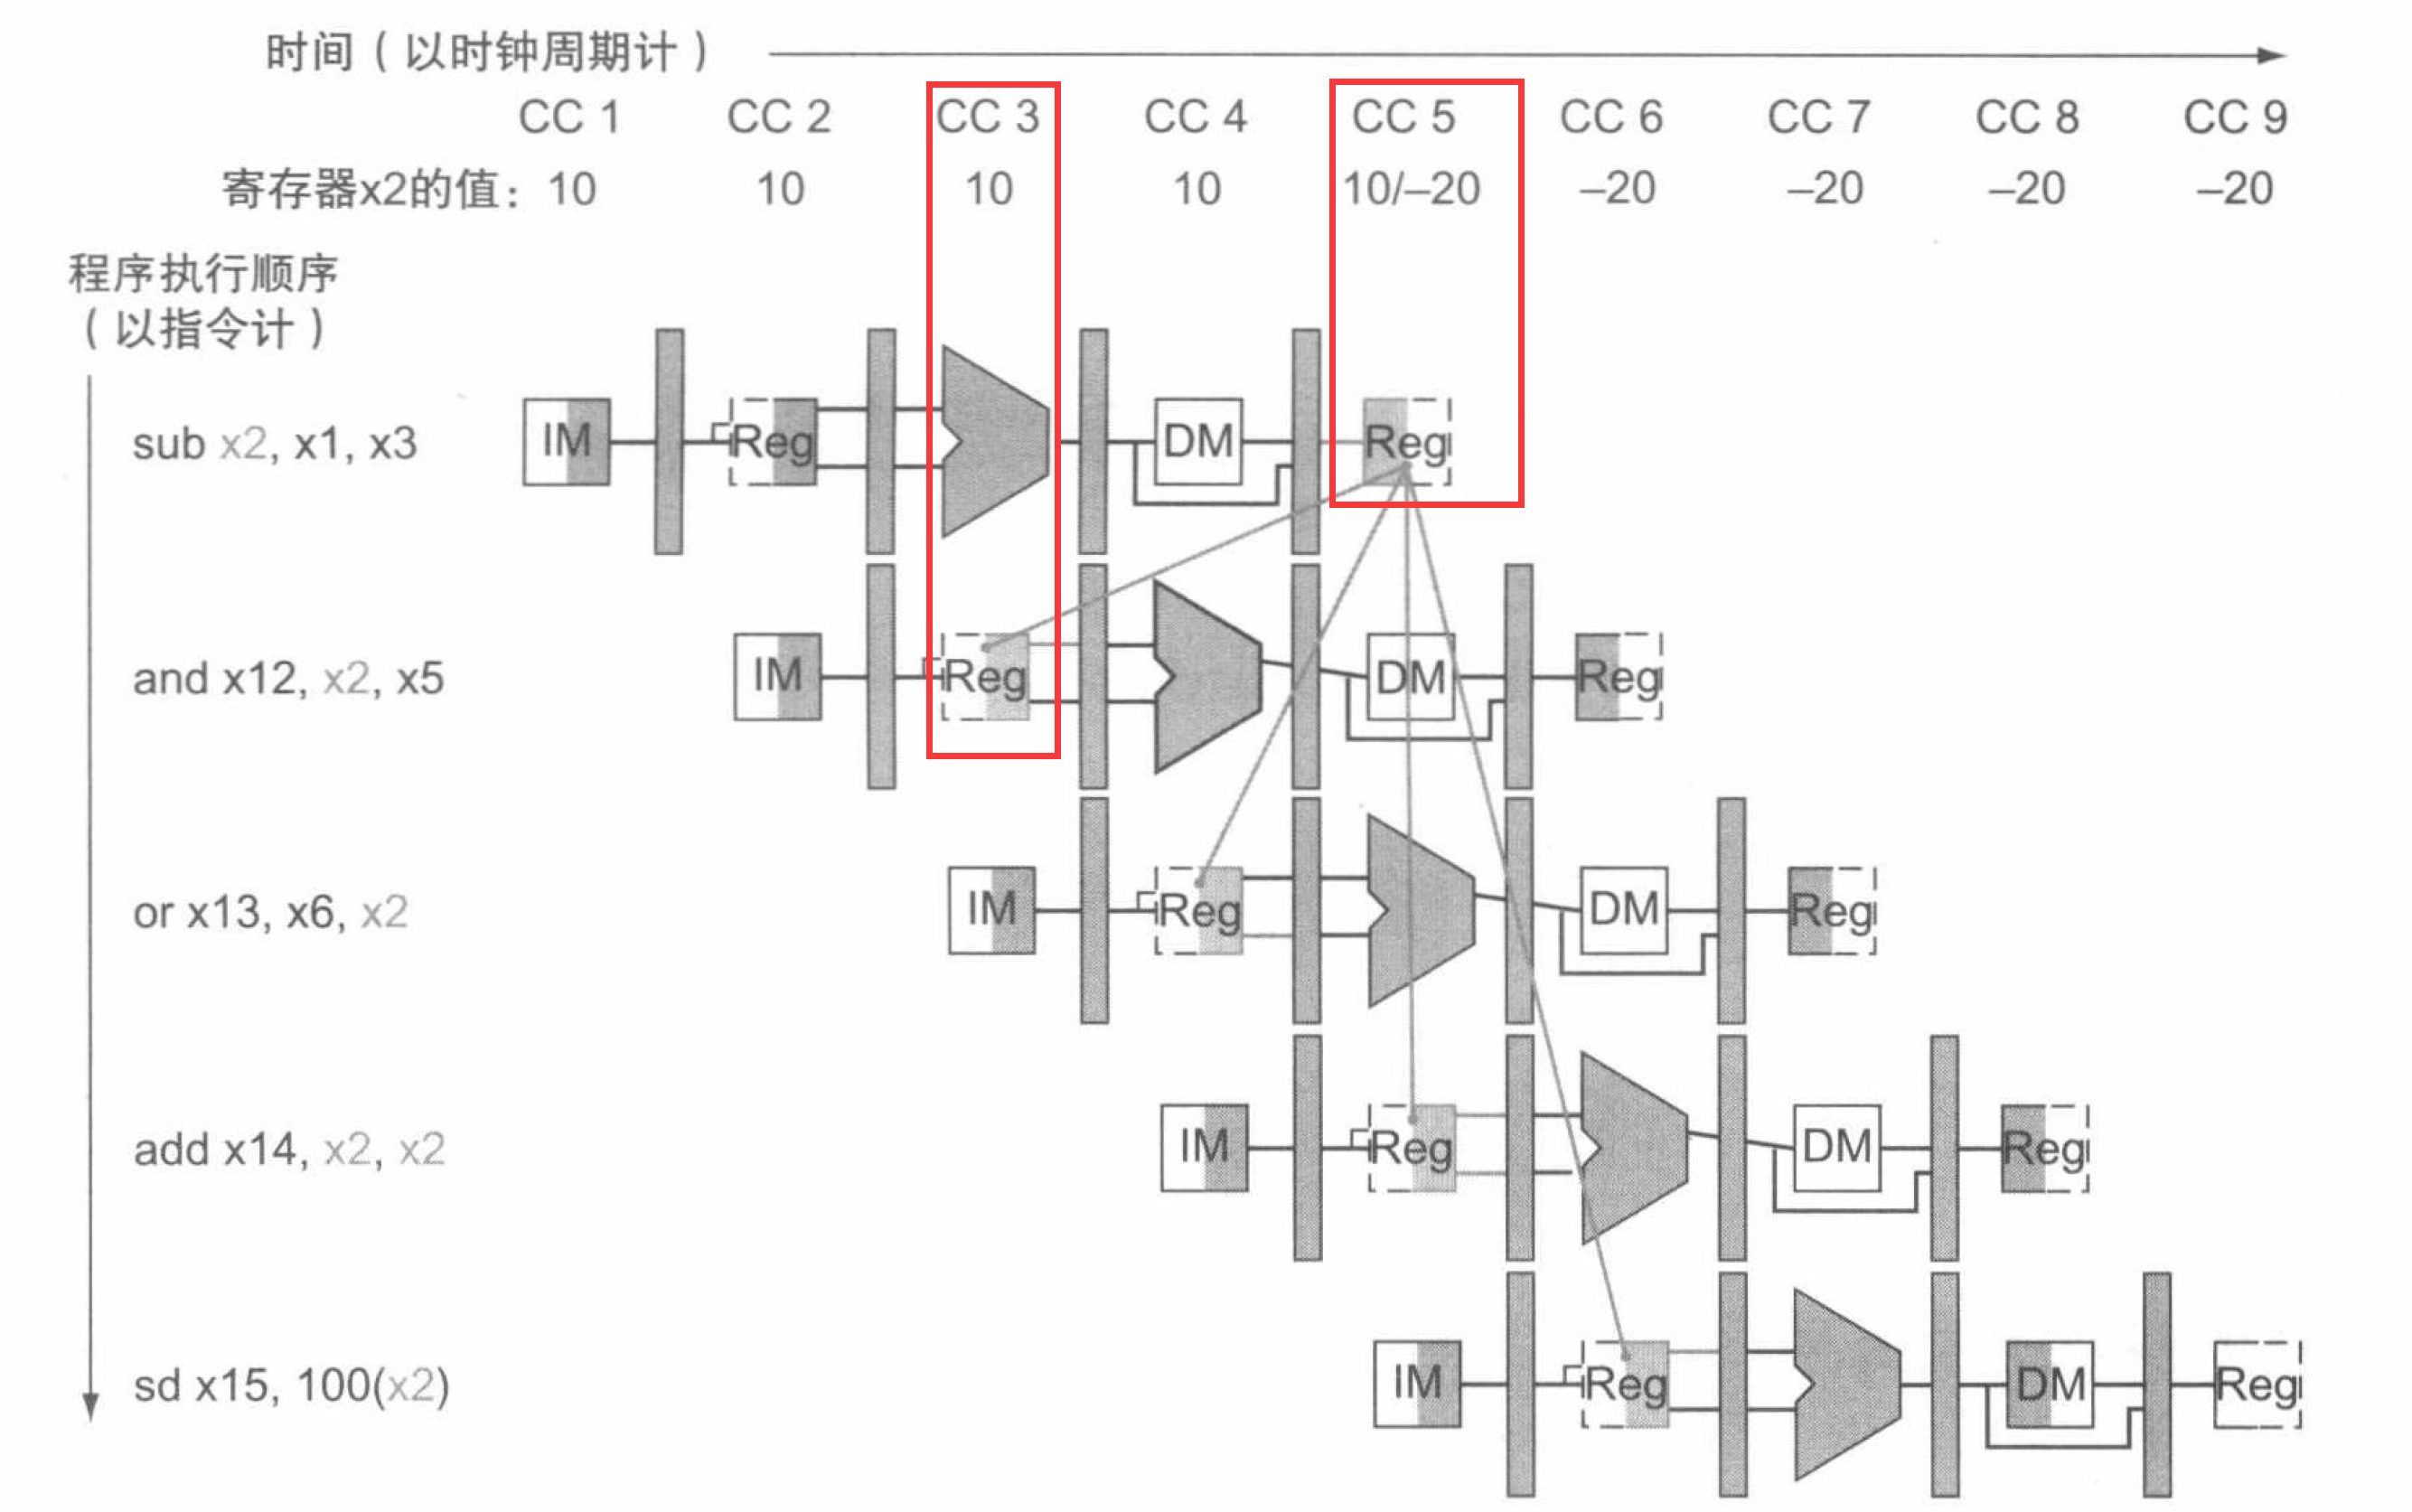 时间（以时钟周期计）
CC 1 CC 2 CC 3 CC 4 CC 5 CC 6 CC 7 CC 8 CC 9
寄存器x2的值： 10 10 10 10 10/–20 –20 –20 –20 –20
程序执行顺序
（以指令计）
sub x2, x1, x3 IM Reg DM Reg
and x12, x2, x5 IM Reg DM Reg
or x13, x6, x2 IM Reg DM Reg
add x14, x2, x2 IM Reg DM Reg
sd x15, 100(x2) IM Reg DM Reg